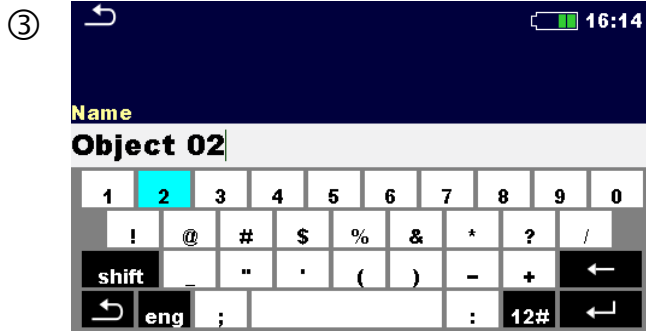 ③
16:14
Name
Object 02
1 2 3 4 5 6 7 8 9 0
! @ # $ % & * ? /
shift _ " ' ( ) - + ←
eng ; : 12#